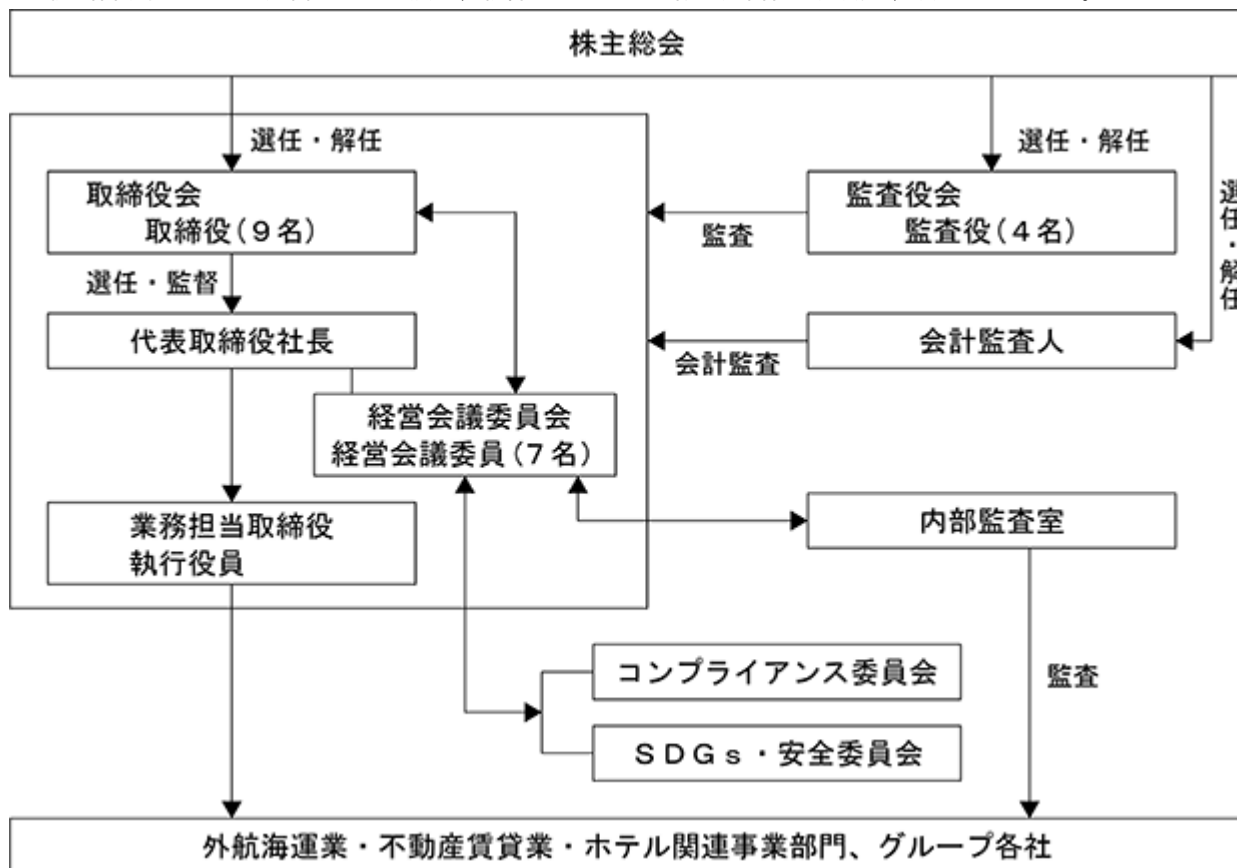 株主総会
選任・解任
選任・解任
選任・解任
取締役会
取締役(9名)
監査役会
監査役(4名)
監査
選任・監督
代表取締役社長
会計監査人
会計監査
経営会議委員会
経営会議委員(7名)
業務担当取締役
執行役員
内部監査室
コンプライアンス委員会
監査
SDGs・安全委員会
外航海運業・不動産賃貸業・ホテル関連事業部門、グループ各社